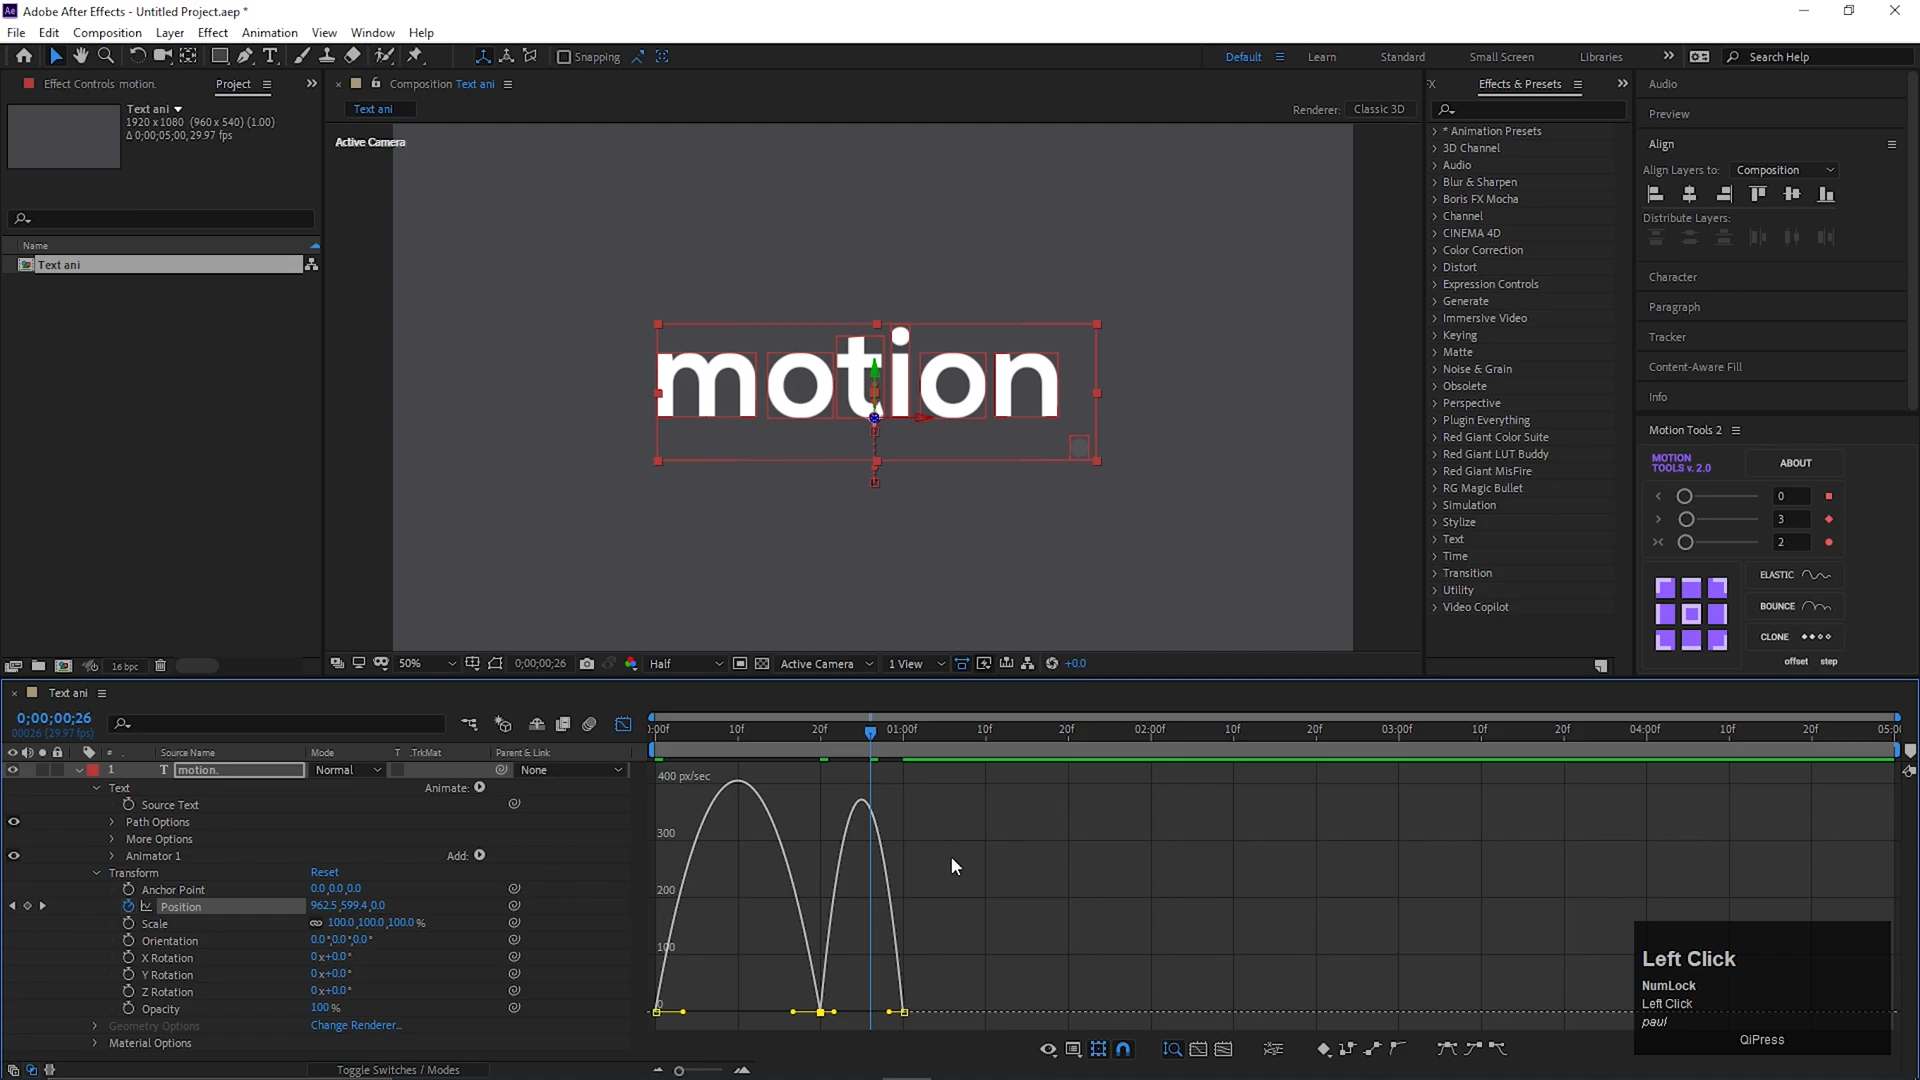 Adobe After Effects - Untitled Project.aep *
File Edit Composition Layer Effect Animation View Window Help
Snapping
Default Learn Standard Small Screen Libraries Search Help
Effect Controls motion. Project
Text ani
1920 x 1080 (960 x 540) (1.00)
Δ 0;00;05;00, 29.97 fps
Name
Text ani
16 bpc
Composition Text ani
Text ani
Renderer: Classic 3D
Active Camera
motion
50% 0;00;00;26 Half Active Camera 1 View +0.0
Effects & Presets
* Animation Presets
3D Channel
Audio
Blur & Sharpen
Boris FX Mocha
Channel
CINEMA 4D
Color Correction
Distort
Expression Controls
Generate
Immersive Video
Keying
Matte
Noise & Grain
Obsolete
Perspective
Plugin Everything
Red Giant Color Suite
Red Giant LUT Buddy
Red Giant MisFire
RG Magic Bullet
Simulation
Stylize
Text
Time
Transition
Utility
Video Copilot
Audio
Preview
Align
Align Layers to: Composition
Distribute Layers:
Character
Paragraph
Tracker
Content-Aware Fill
Info
Motion Tools 2
MOTION
TOOLS v. 2.0
ABOUT
0
3
2
ELASTIC
BOUNCE
CLONE
offset step
Text ani
0;00;00;26
00026 (29.97 fps)
# . Source Name Mode T .TrkMat Parent & Link
1 T motion. Normal None
Text Animate:
Source Text
Path Options
More Options
Animator 1 Add:
Transform Reset
Anchor Point 0.0,0.0,0.0
Position 962.5,599.4,0.0
Scale 100.0,100.0,100.0 %
Orientation 0.0°,0.0°,0.0°
X Rotation 0x+0.0°
Y Rotation 0x+0.0°
Z Rotation 0x+0.0°
Opacity 100 %
Geometry Options Change Renderer...
Material Options
Toggle Switches / Modes
:00f 10f 20f 01:00f 10f 20f 02:00f 10f 20f 03:00f 10f 20f 04:00f 10f 20f 05:0
400 px/sec
300
200
100
0
Left Click
NumLock
Left Click
paul
QiPress